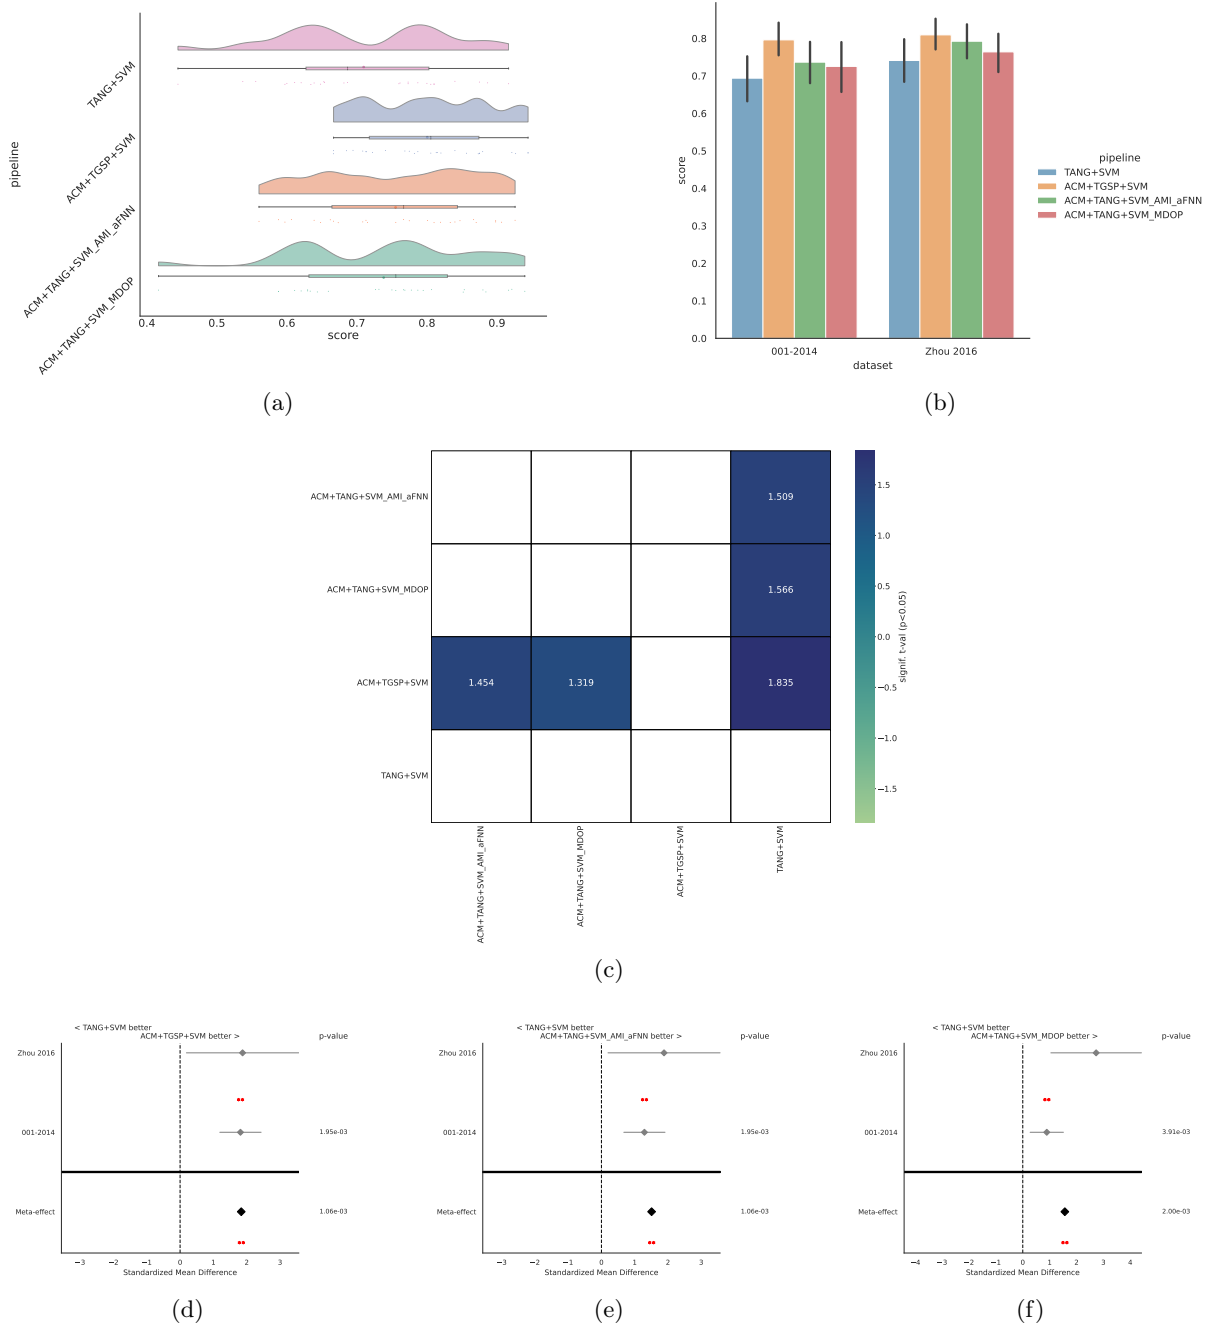 pipeline
TANG+SVM
ACM+TGSP+SVM
ACM+TANG+SVM_AMI_aFNN
ACM+TANG+SVM_MDOP
0.4 0.5 0.6 0.7 0.8 0.9
score
(a)
score
0.8
0.7
0.6
0.5
0.4
0.3
0.2
0.1
0.0
001-2014 Zhou 2016
dataset
pipeline
TANG+SVM
ACM+TGSP+SVM
ACM+TANG+SVM_AMI_aFNN
ACM+TANG+SVM_MDOP
(b)
ACM+TANG+SVM_AMI_aFNN 1.509
ACM+TANG+SVM_MDOP 1.566
ACM+TGSP+SVM 1.454 1.319 1.835
TANG+SVM
ACM+TANG+SVM_AMI_aFNN
ACM+TANG+SVM_MDOP
ACM+TGSP+SVM
TANG+SVM
1.5
1.0
0.5
0.0
−0.5
−1.0
−1.5
signif. t-val (p<0.05)
(c)
< TANG+SVM better
ACM+TGSP+SVM better > p-value
Zhou 2016
001-2014 1.95e-03
Meta-effect 1.06e-03
−3 −2 −1 0 1 2 3
Standardized Mean Difference
(d)
< TANG+SVM better
ACM+TANG+SVM_AMI_aFNN better > p-value
Zhou 2016
001-2014 1.95e-03
Meta-effect 1.06e-03
−3 −2 −1 0 1 2 3
Standardized Mean Difference
(e)
< TANG+SVM better
ACM+TANG+SVM_MDOP better > p-value
Zhou 2016
001-2014 3.91e-03
Meta-effect 2.00e-03
−4 −3 −2 −1 0 1 2 3 4
Standardized Mean Difference
(f)